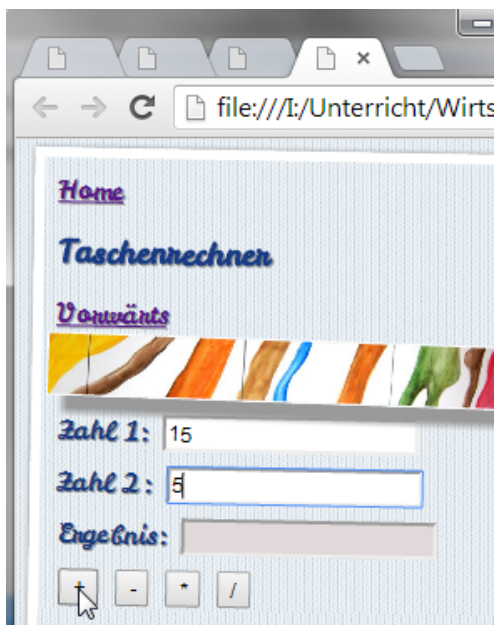 file:///I:/Unterricht/Wirts
Home
Taschenrechner
Vorwärts
Zahl 1: 15
Zahl 2: 5
Ergebnis:
+ - * /